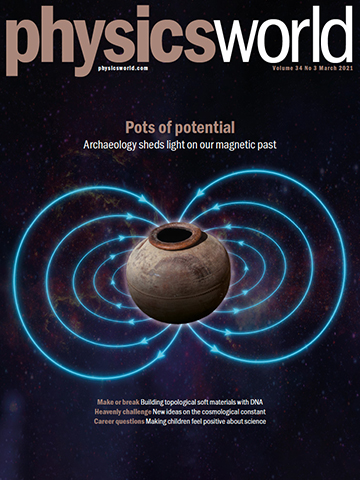 physicsworld
physicsworld.com
Volume 34 No 3 March 2021
Pots of potential
Archaeology sheds light on our magnetic past
Make or break Building topological soft materials with DNA
Heavenly challenge New ideas on the cosmological constant
Career questions Making children feel positive about science